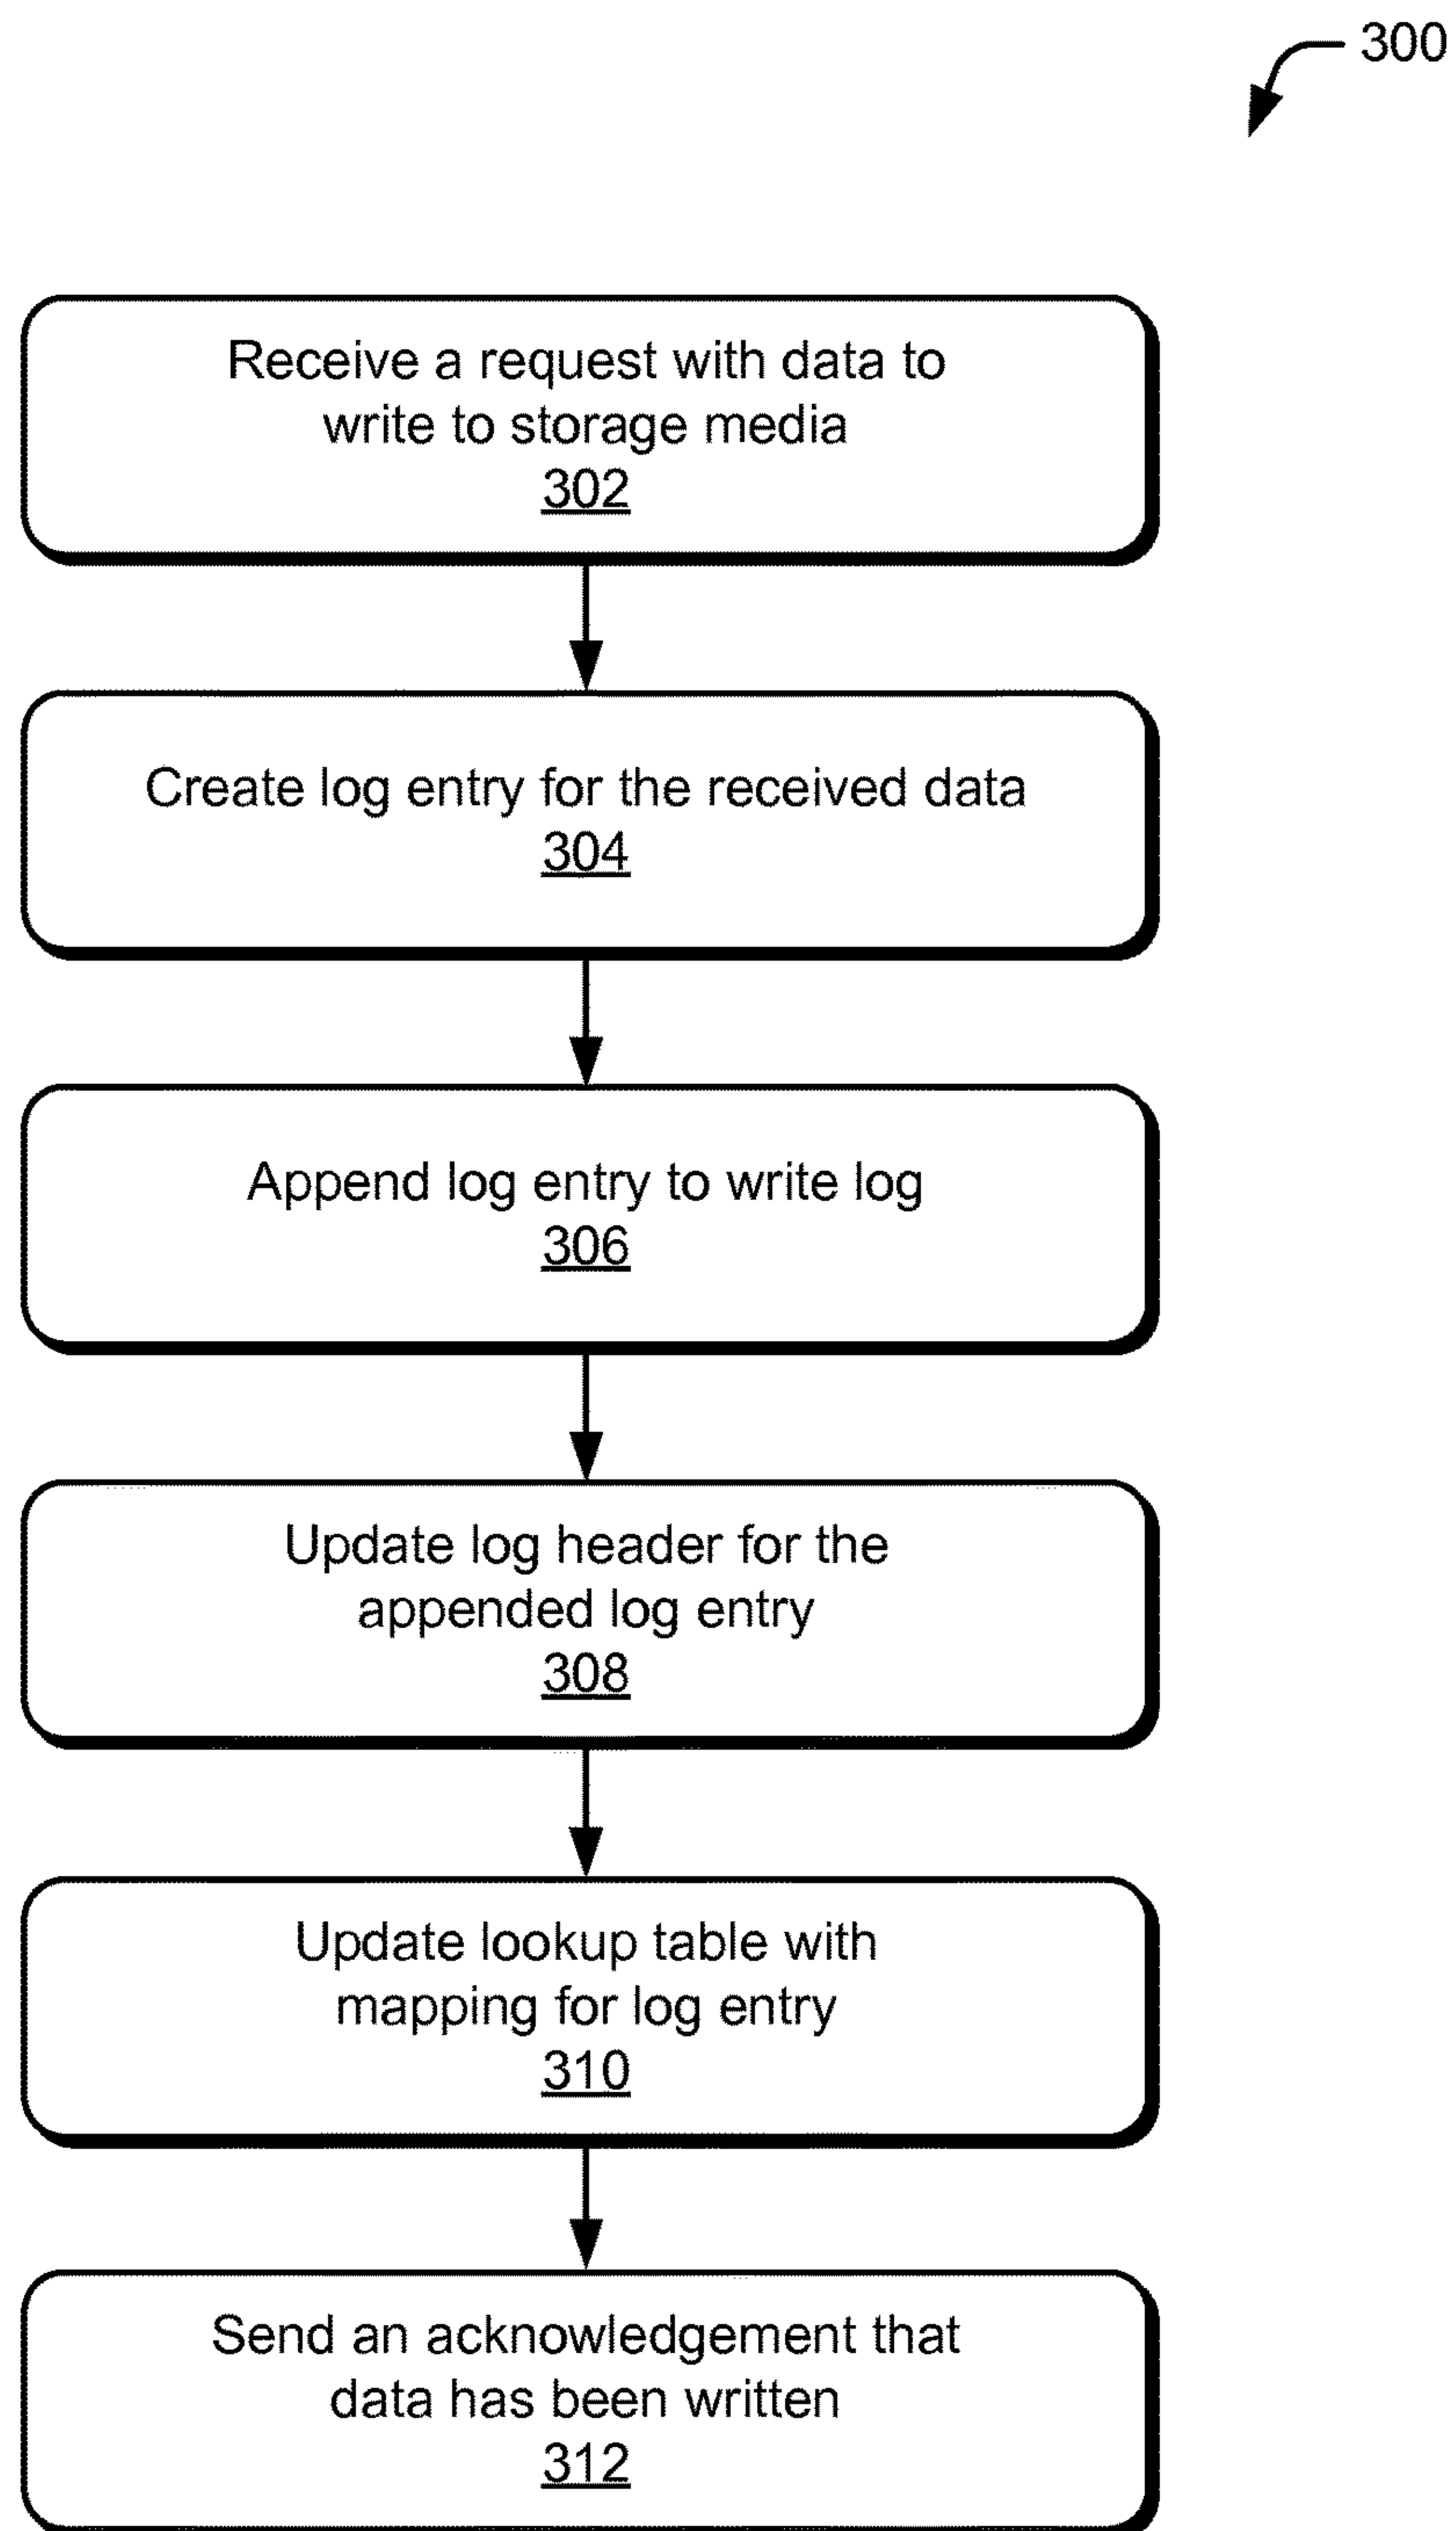 300
Receive a request with data to
write to storage media
302
Create log entry for the received data
304
Append log entry to write log
306
Update log header for the
appended log entry
308
Update lookup table with
mapping for log entry
310
Send an acknowledgement that
data has been written
312